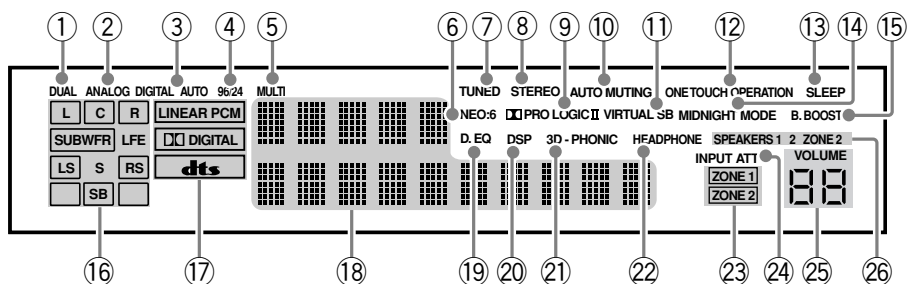 ① ② ③ ④ ⑤ ⑥ ⑦ ⑧ ⑨ ⑩ ⑪ ⑫ ⑬ ⑭ ⑮
DUAL ANALOG DIGITAL AUTO 96/24 MULTI TUNED STEREO AUTO MUTING ONE TOUCH OPERATION SLEEP
L C R LINEAR PCM NEO:6 PRO LOGIC II VIRTUAL SB MIDNIGHT MODE B. BOOST
SUBWFR LFE DIGITAL D. EQ DSP 3D - PHONIC HEADPHONE SPEAKERS 1 2 ZONE 2
LS S RS dts INPUT ATT VOLUME
SB ZONE 1 88
ZONE 2
⑯ ⑰ ⑱ ⑲ ⑳ ㉑ ㉒ ㉓ ㉔ ㉕ ㉖